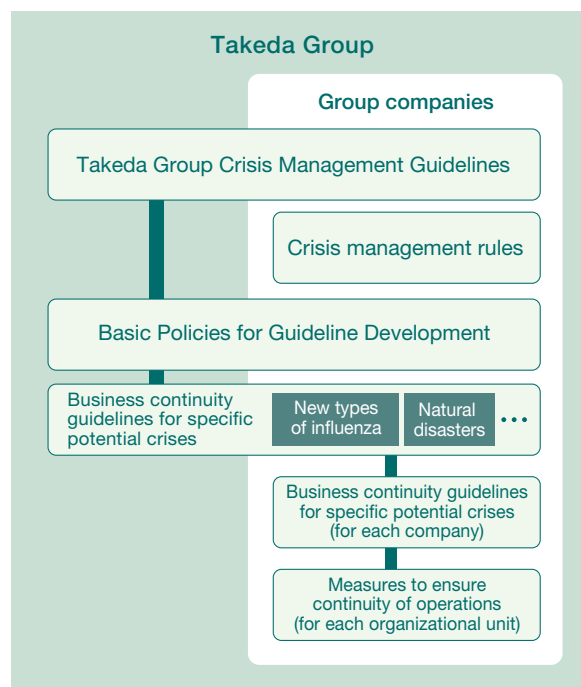 Takeda Group
Group companies
Takeda Group Crisis Management Guidelines
Crisis management rules
Basic Policies for Guideline Development
Business continuity
guidelines for specific
potential crises
New types
of influenza
Natural
disasters
...
Business continuity guidelines
for specific potential crises
(for each company)
Measures to ensure
continuity of operations
(for each organizational unit)